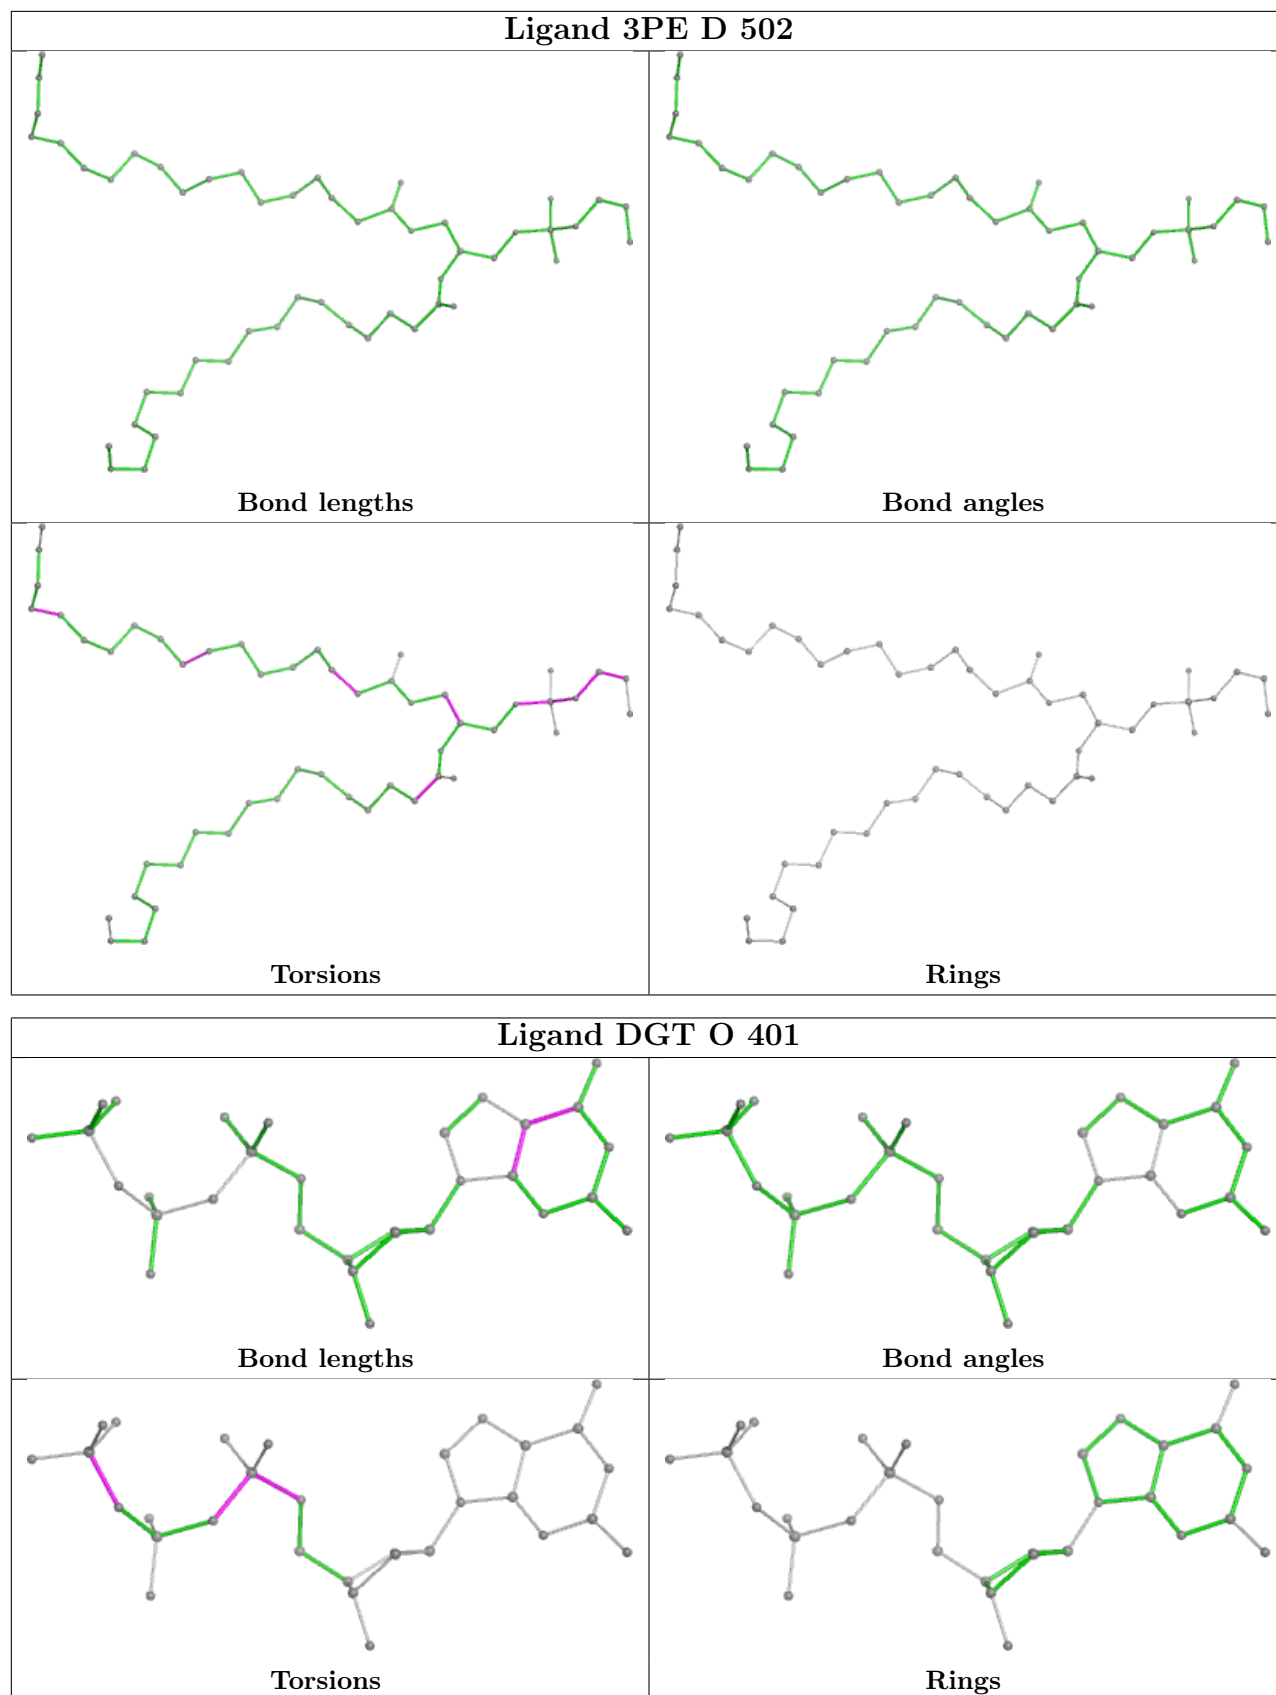 Ligand 3PE D 502
Bond lengths
Bond angles
Torsions
Rings
Ligand DGT O 401
Bond lengths
Bond angles
Torsions
Rings